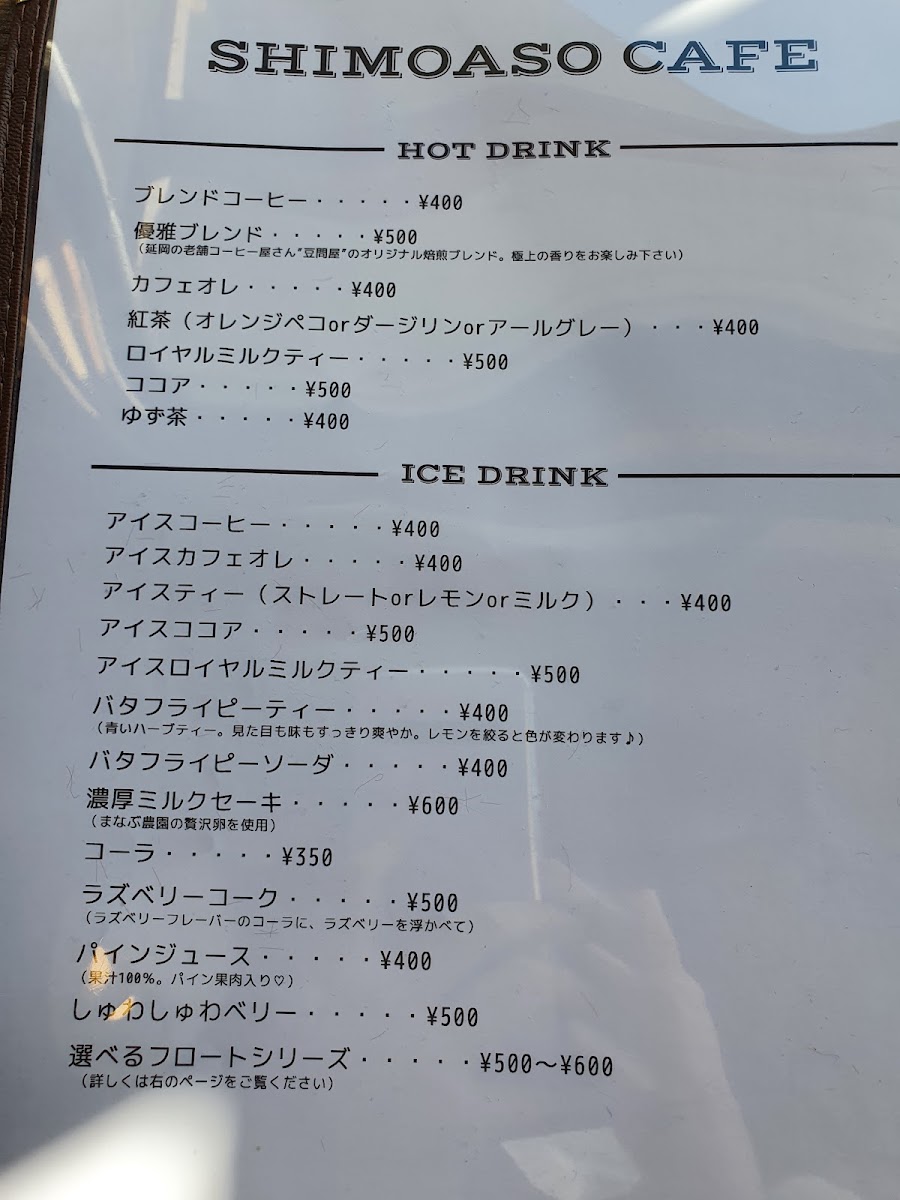 SHIMOASO CAFE
HOT DRINK
ブレンドコーヒー・・・・・¥400
優雅ブレンド・・・・・¥500
（延岡の老舗コーヒー屋さん“豆問屋”のオリジナル焙煎ブレンド。極上の香りをお楽しみ下さい）
カフェオレ・・・・・¥400
紅茶（オレンジペコorダージリンorアールグレー）・・・¥400
ロイヤルミルクティー・・・・・¥500
ココア・・・・・¥500
ゆず茶・・・・・¥400
ICE DRINK
アイスコーヒー・・・・・¥400
アイスカフェオレ・・・・・¥400
アイスティー（ストレートorレモンorミルク）・・・¥400
アイスココア・・・・・¥500
アイスロイヤルミルクティー・・・・・¥500
バタフライピーティー・・・・・¥400
（青いハーブティー。見た目も味もすっきり爽やか。レモンを絞ると色が変わります♪）
バタフライピーソーダ・・・・・¥400
濃厚ミルクセーキ・・・・・¥600
（まなぶ農園の贅沢卵を使用）
コーラ・・・・・¥350
ラズベリーコーク・・・・・¥500
（ラズベリーフレーバーのコーラに、ラズベリーを浮かべて）
パインジュース・・・・・¥400
（果汁100%。パイン果肉入り♡）
しゅわしゅわベリー・・・・・¥500
選べるフロートシリーズ・・・・・¥500〜¥600
（詳しくは右のページをご覧ください）